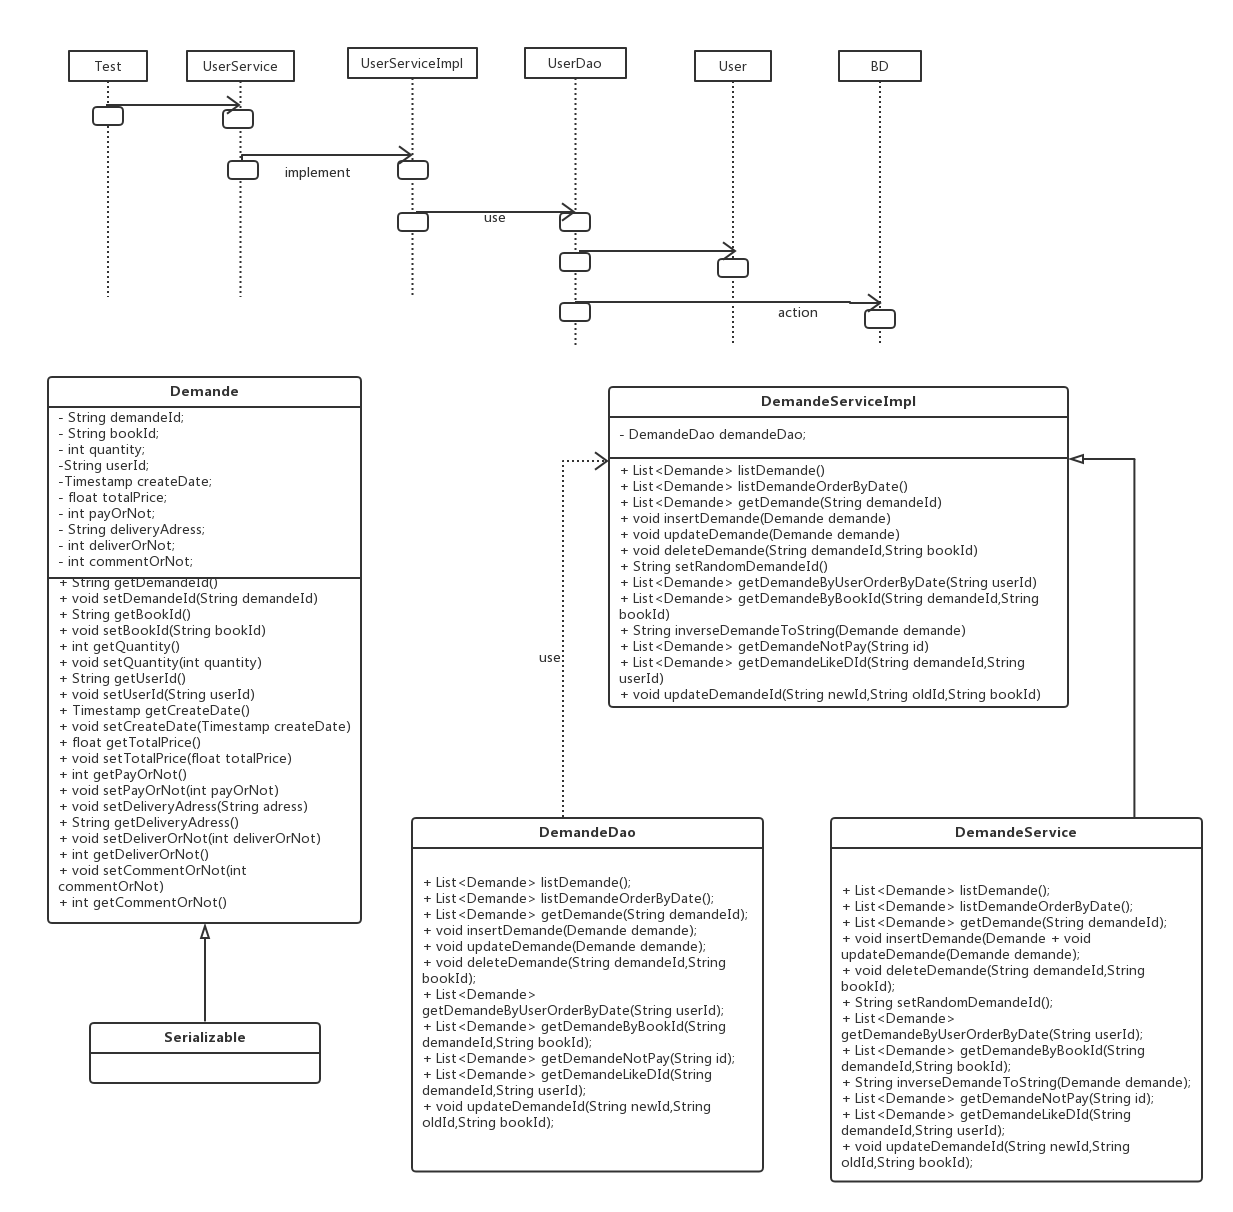 Test
UserService
UserServiceImpl
UserDao
User
BD
implement
use
action
Demande
- String demandeId;
- String bookId;
- int quantity;
-String userId;
-Timestamp createDate;
- float totalPrice;
- int payOrNot;
- String deliveryAdress;
- int deliverOrNot;
- int commentOrNot;
+ String getDemandeId()
+ void setDemandeId(String demandeId)
+ String getBookId()
+ void setBookId(String bookId)
+ int getQuantity()
+ void setQuantity(int quantity)
+ String getUserId()
+ void setUserId(String userId)
+ Timestamp getCreateDate()
+ void setCreateDate(Timestamp createDate)
+ float getTotalPrice()
+ void setTotalPrice(float totalPrice)
+ int getPayOrNot()
+ void setPayOrNot(int payOrNot)
+ void setDeliveryAdress(String adress)
+ String getDeliveryAdress()
+ void setDeliverOrNot(int deliverOrNot)
+ int getDeliverOrNot()
+ void setCommentOrNot(int
commentOrNot)
+ int getCommentOrNot()
Serializable
DemandeServiceImpl
- DemandeDao demandeDao;
+ List<Demande> listDemande()
+ List<Demande> listDemandeOrderByDate()
+ List<Demande> getDemande(String demandeId)
+ void insertDemande(Demande demande)
+ void updateDemande(Demande demande)
+ void deleteDemande(String demandeId,String bookId)
+ String setRandomDemandeId()
+ List<Demande> getDemandeByUserOrderByDate(String userId)
+ List<Demande> getDemandeByBookId(String demandeId,String
bookId)
+ String inverseDemandeToString(Demande demande)
+ List<Demande> getDemandeNotPay(String id)
+ List<Demande> getDemandeLikeDId(String demandeId,String
userId)
+ void updateDemandeId(String newId,String oldId,String bookId)
use
DemandeDao
+ List<Demande> listDemande();
+ List<Demande> listDemandeOrderByDate();
+ List<Demande> getDemande(String demandeId);
+ void insertDemande(Demande demande);
+ void updateDemande(Demande demande);
+ void deleteDemande(String demandeId,String
bookId);
+ List<Demande>
getDemandeByUserOrderByDate(String userId);
+ List<Demande> getDemandeByBookId(String
demandeId,String bookId);
+ List<Demande> getDemandeNotPay(String id);
+ List<Demande> getDemandeLikeDId(String
demandeId,String userId);
+ void updateDemandeId(String newId,String
oldId,String bookId);
DemandeService
+ List<Demande> listDemande();
+ List<Demande> listDemandeOrderByDate();
+ List<Demande> getDemande(String demandeId);
+ void insertDemande(Demande + void
updateDemande(Demande demande);
+ void deleteDemande(String demandeId,String
bookId);
+ String setRandomDemandeId();
+ List<Demande>
getDemandeByUserOrderByDate(String userId);
+ List<Demande> getDemandeByBookId(String
demandeId,String bookId);
+ String inverseDemandeToString(Demande demande);
+ List<Demande> getDemandeNotPay(String id);
+ List<Demande> getDemandeLikeDId(String
demandeId,String userId);
+ void updateDemandeId(String newId,String
oldId,String bookId);